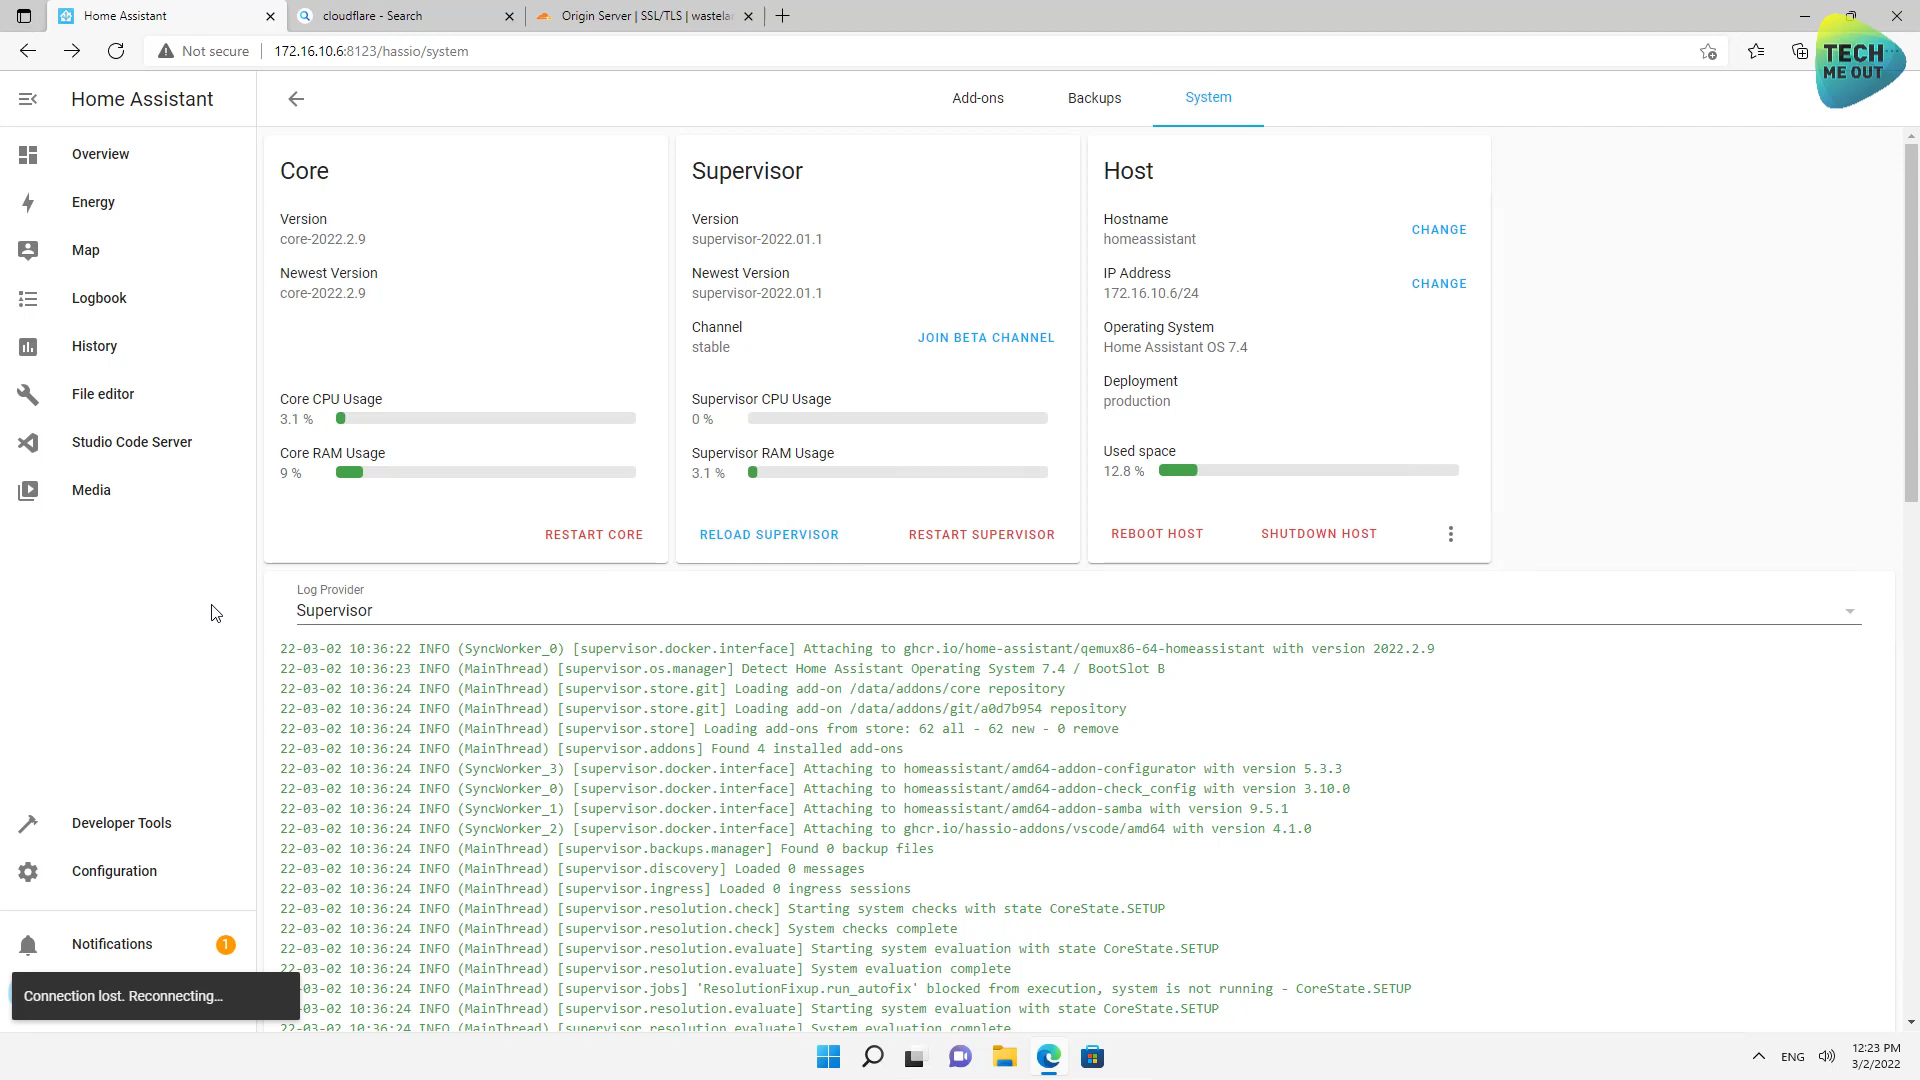 Home Assistant
cloudflare - Search
Origin Server | SSL/TLS | wastela
Not secure
172.16.10.6:8123/hassio/system
TECH
ME OUT
Home Assistant
Add-ons
Backups
System
Overview
Energy
Map
Logbook
History
File editor
Studio Code Server
Media
Developer Tools
Configuration
Notifications
1
Connection lost. Reconnecting...
Core
Version
core-2022.2.9
Newest Version
core-2022.2.9
Core CPU Usage
3.1 %
Core RAM Usage
9 %
RESTART CORE
Supervisor
Version
supervisor-2022.01.1
Newest Version
supervisor-2022.01.1
Channel
stable
JOIN BETA CHANNEL
Supervisor CPU Usage
0 %
Supervisor RAM Usage
3.1 %
RELOAD SUPERVISOR
RESTART SUPERVISOR
Host
Hostname
homeassistant
CHANGE
IP Address
172.16.10.6/24
CHANGE
Operating System
Home Assistant OS 7.4
Deployment
production
Used space
12.8 %
REBOOT HOST
SHUTDOWN HOST
Log Provider
Supervisor
22-03-02 10:36:22 INFO (SyncWorker_0) [supervisor.docker.interface] Attaching to ghcr.io/home-assistant/qemux86-64-homeassistant with version 2022.2.9
22-03-02 10:36:23 INFO (MainThread) [supervisor.os.manager] Detect Home Assistant Operating System 7.4 / BootSlot B
22-03-02 10:36:24 INFO (MainThread) [supervisor.store.git] Loading add-on /data/addons/core repository
22-03-02 10:36:24 INFO (MainThread) [supervisor.store.git] Loading add-on /data/addons/git/a0d7b954 repository
22-03-02 10:36:24 INFO (MainThread) [supervisor.store] Loading add-ons from store: 62 all - 62 new - 0 remove
22-03-02 10:36:24 INFO (MainThread) [supervisor.addons] Found 4 installed add-ons
22-03-02 10:36:24 INFO (SyncWorker_3) [supervisor.docker.interface] Attaching to homeassistant/amd64-addon-configurator with version 5.3.3
22-03-02 10:36:24 INFO (SyncWorker_0) [supervisor.docker.interface] Attaching to homeassistant/amd64-addon-check_config with version 3.10.0
22-03-02 10:36:24 INFO (SyncWorker_1) [supervisor.docker.interface] Attaching to homeassistant/amd64-addon-samba with version 9.5.1
22-03-02 10:36:24 INFO (SyncWorker_2) [supervisor.docker.interface] Attaching to ghcr.io/hassio-addons/vscode/amd64 with version 4.1.0
22-03-02 10:36:24 INFO (MainThread) [supervisor.backups.manager] Found 0 backup files
22-03-02 10:36:24 INFO (MainThread) [supervisor.discovery] Loaded 0 messages
22-03-02 10:36:24 INFO (MainThread) [supervisor.ingress] Loaded 0 ingress sessions
22-03-02 10:36:24 INFO (MainThread) [supervisor.resolution.check] Starting system checks with state CoreState.SETUP
22-03-02 10:36:24 INFO (MainThread) [supervisor.resolution.check] System checks complete
22-03-02 10:36:24 INFO (MainThread) [supervisor.resolution.evaluate] Starting system evaluation with state CoreState.SETUP
22-03-02 10:36:24 INFO (MainThread) [supervisor.resolution.evaluate] System evaluation complete
-03-02 10:36:24 INFO (MainThread) [supervisor.jobs] 'ResolutionFixup.run_autofix' blocked from execution, system is not running - CoreState.SETUP
-03-02 10:36:24 INFO (MainThread) [supervisor.resolution.evaluate] Starting system evaluation with state CoreState.SETUP
22-03-02 10:36:24 INFO (MainThread) [supervisor.resolution.evaluate] System evaluation complete
ENG
12:23 PM
3/2/2022